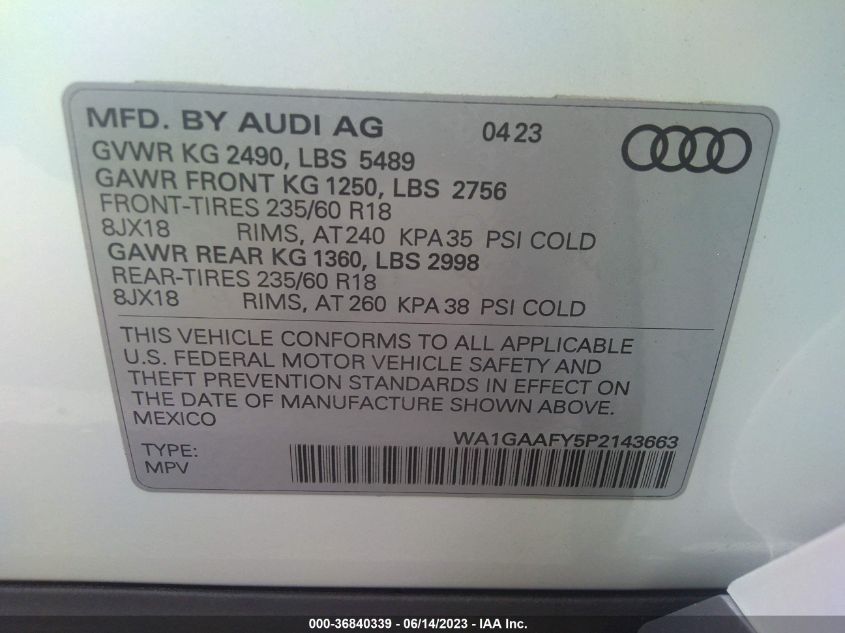 MFD. BY AUDI AG 04 23
GVWR KG 2490, LBS 5489
GAWR FRONT KG 1250, LBS 2756
FRONT-TIRES 235/60 R18
8JX18 RIMS, AT 240 KPA 35 PSI COLD
GAWR REAR KG 1360, LBS 2998
REAR-TIRES 235/60 R18
8JX18 RIMS, AT 260 KPA 38 PSI COLD
THIS VEHICLE CONFORMS TO ALL APPLICABLE
U.S. FEDERAL MOTOR VEHICLE SAFETY AND
THEFT PREVENTION STANDARDS IN EFFECT ON
THE DATE OF MANUFACTURE SHOWN ABOVE.
MEXICO
WA1GAAFY5P2143663
TYPE:
MPV
000-36840339 - 06/14/2023 - IAA Inc.